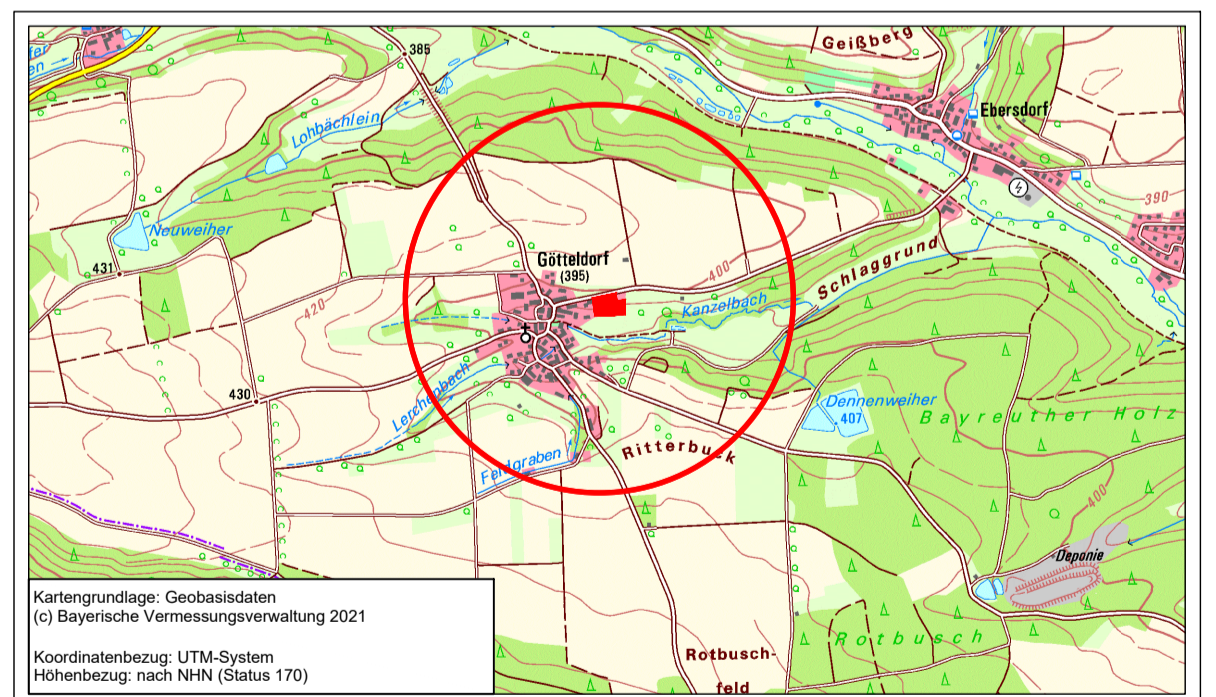 385
Geißberg
fer
en
Ebersdorf
Lohbächlein
390
Neuweiher
431
Götteldorf
(395)
400
Schlaggrund
Kanzelbach
420
430
Lerchenbach
Dennenweiher
407
Bayreuther Holz
Ritterbuck
Feldgraben
400
Deponie
Rotbusch
Rotbusch-
feld
Kartengrundlage: Geobasisdaten
(c) Bayerische Vermessungsverwaltung 2021
Koordinatenbezug: UTM-System
Höhenbezug: nach NHN (Status 170)